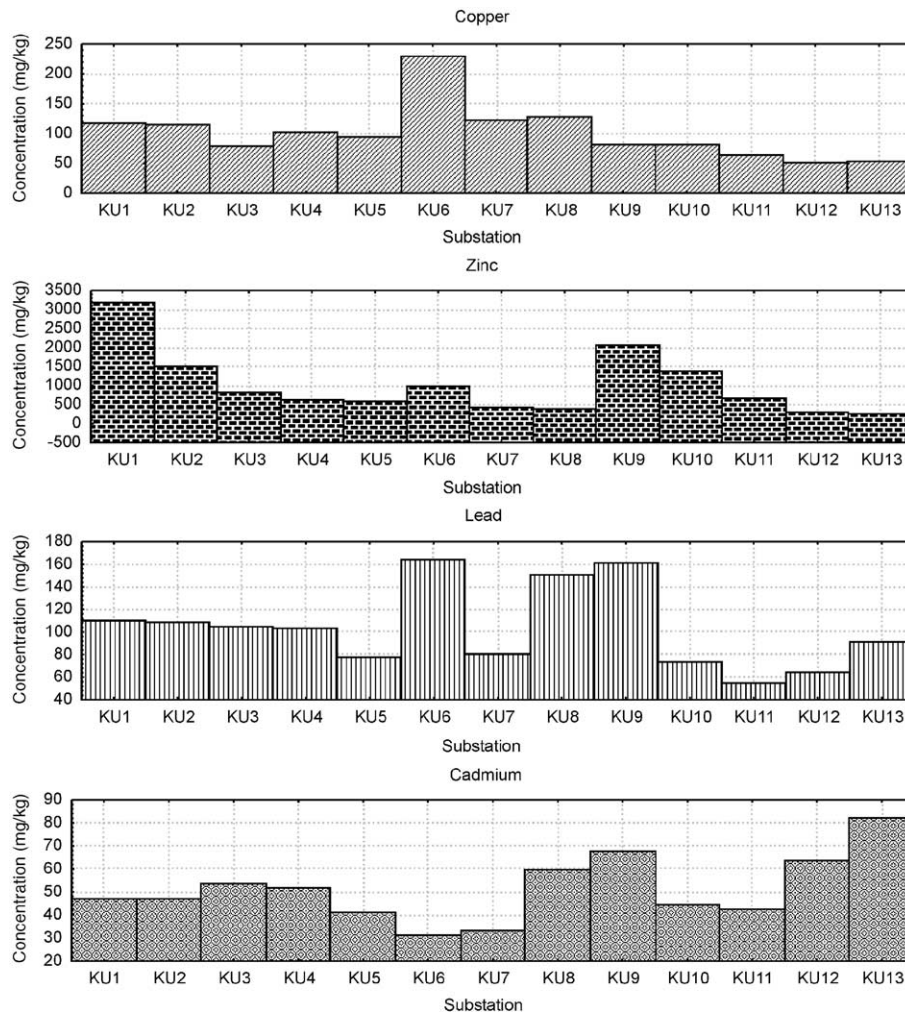 Copper
Concentration (mg/kg)
250
200
150
100
50
0
KU1 KU2 KU3 KU4 KU5 KU6 KU7 KU8 KU9 KU10 KU11 KU12 KU13
Substation
Zinc
Concentration (mg/kg)
3500
3000
2500
2000
1500
1000
500
0
-500
KU1 KU2 KU3 KU4 KU5 KU6 KU7 KU8 KU9 KU10 KU11 KU12 KU13
Substation
Lead
Concentration (mg/kg)
180
160
140
120
100
80
60
40
KU1 KU2 KU3 KU4 KU5 KU6 KU7 KU8 KU9 KU10 KU11 KU12 KU13
Substation
Cadmium
Concentration (mg/kg)
90
80
70
60
50
40
30
20
KU1 KU2 KU3 KU4 KU5 KU6 KU7 KU8 KU9 KU10 KU11 KU12 KU13
Substation